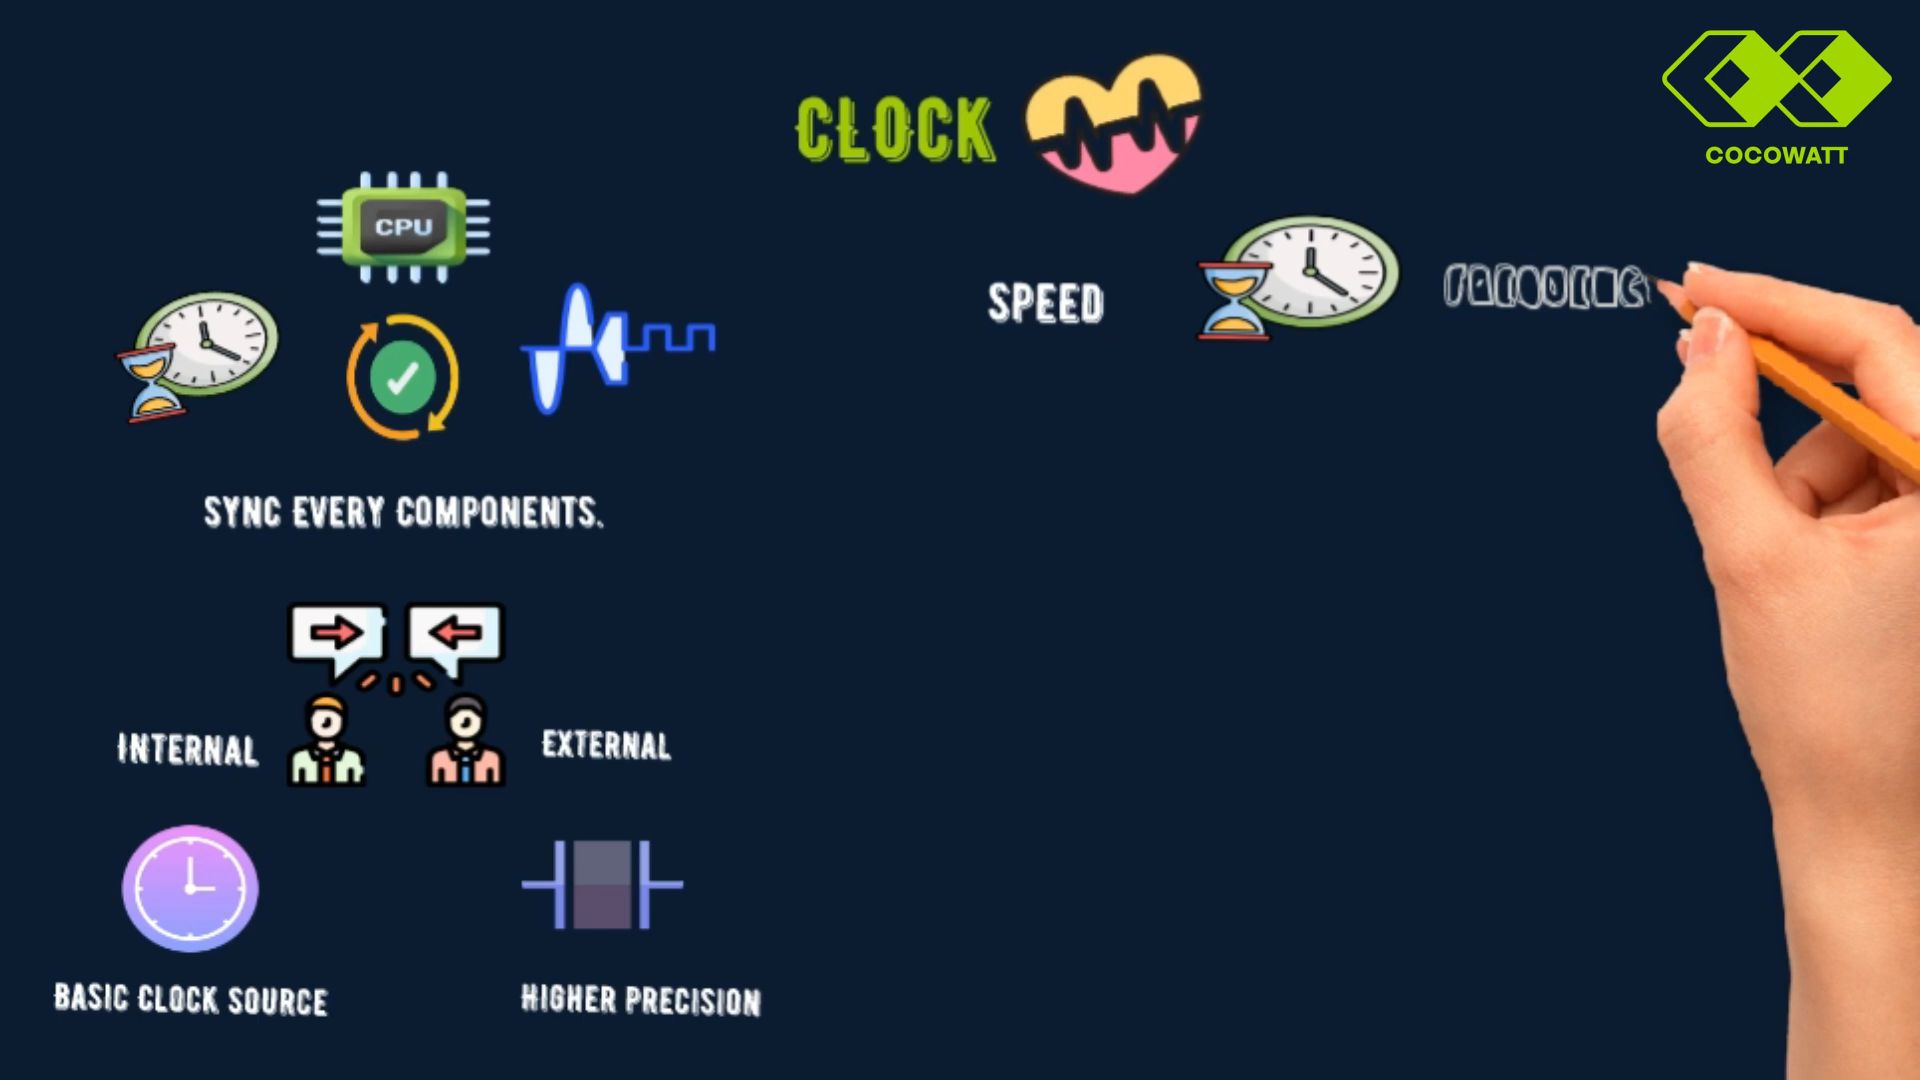 CLOCK
COCOWATT
CPU
SPEED
SYNC EVERY COMPONENTS.
INTERNAL
EXTERNAL
BASIC CLOCK SOURCE
HIGHER PRECISION